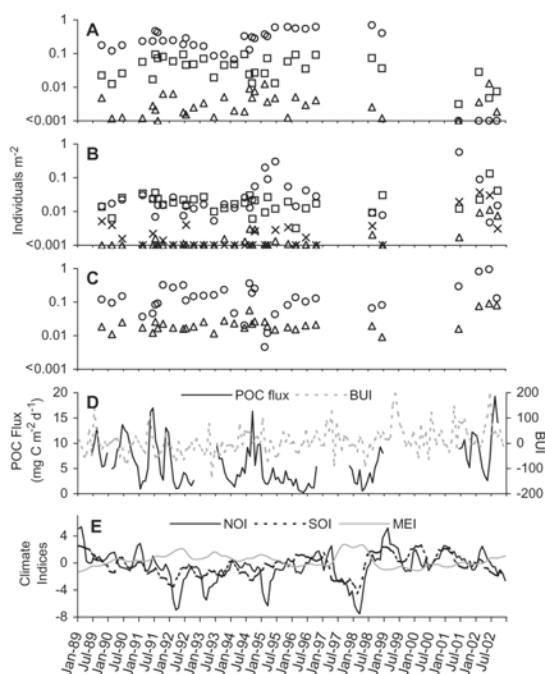 A
1
0.1
0.01
<0.001
B
1
0.1
0.01
<0.001
Individuals m⁻²
C
1
0.1
0.01
<0.001
D
POC flux
BUI
20
15
10
5
0
POC Flux
(mg C m⁻² d⁻¹)
200
100
0
-100
-200
BUI
E
NOI
SOI
MEI
4
0
-4
-8
Climate
Indices
Jan-89
Jul-89
Jan-90
Jul-90
Jan-91
Jul-91
Jan-92
Jul-92
Jan-93
Jul-93
Jan-94
Jul-94
Jan-95
Jul-95
Jan-96
Jul-96
Jan-97
Jul-97
Jan-98
Jul-98
Jan-99
Jul-99
Jan-00
Jul-00
Jan-01
Jul-01
Jan-02
Jul-02